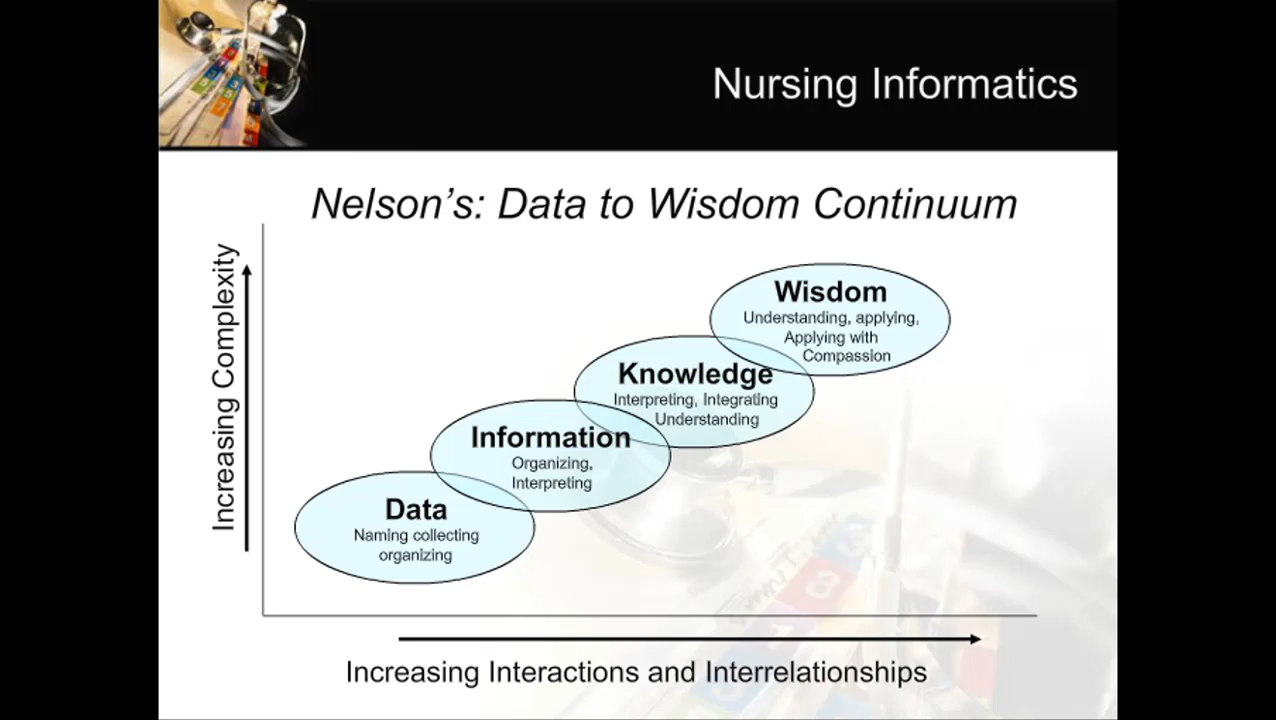 Nursing Informatics
Nelson's: Data to Wisdom Continuum
Increasing Complexity
Wisdom
Understanding, applying,
Applying with
Compassion
Knowledge
Interpreting, Integrating
Understanding
Information
Organizing,
Interpreting
Data
Naming collecting
organizing
Increasing Interactions and Interrelationships